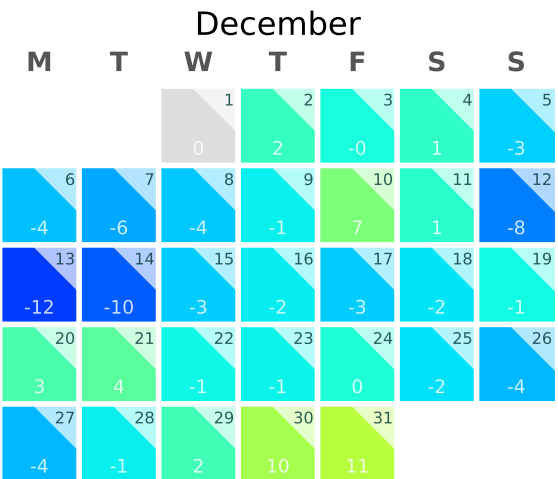 December
M T W T F S S
1 2 3 4 5
0 2 -0 1 -3
6 7 8 9 10 11 12
-4 -6 -4 -1 7 1 -8
13 14 15 16 17 18 19
-12 -10 -3 -2 -3 -2 -1
20 21 22 23 24 25 26
3 4 -1 -1 0 -2 -4
27 28 29 30 31
-4 -1 2 10 11